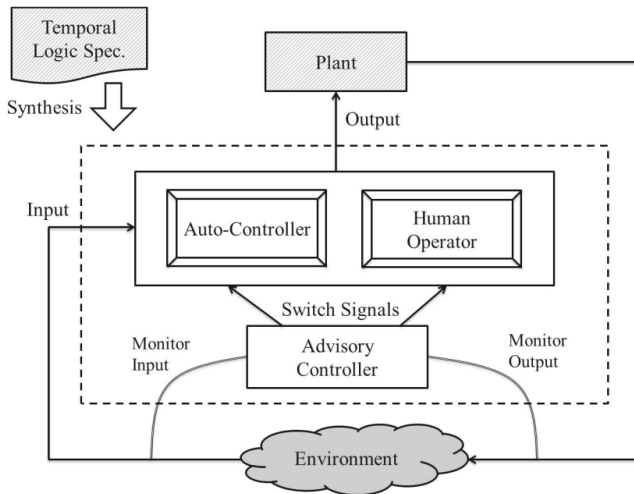 Temporal
Logic Spec.
Plant
Synthesis
Output
Input
Auto-Controller
Human
Operator
Switch Signals
Monitor
Input
Advisory
Controller
Monitor
Output
Environment